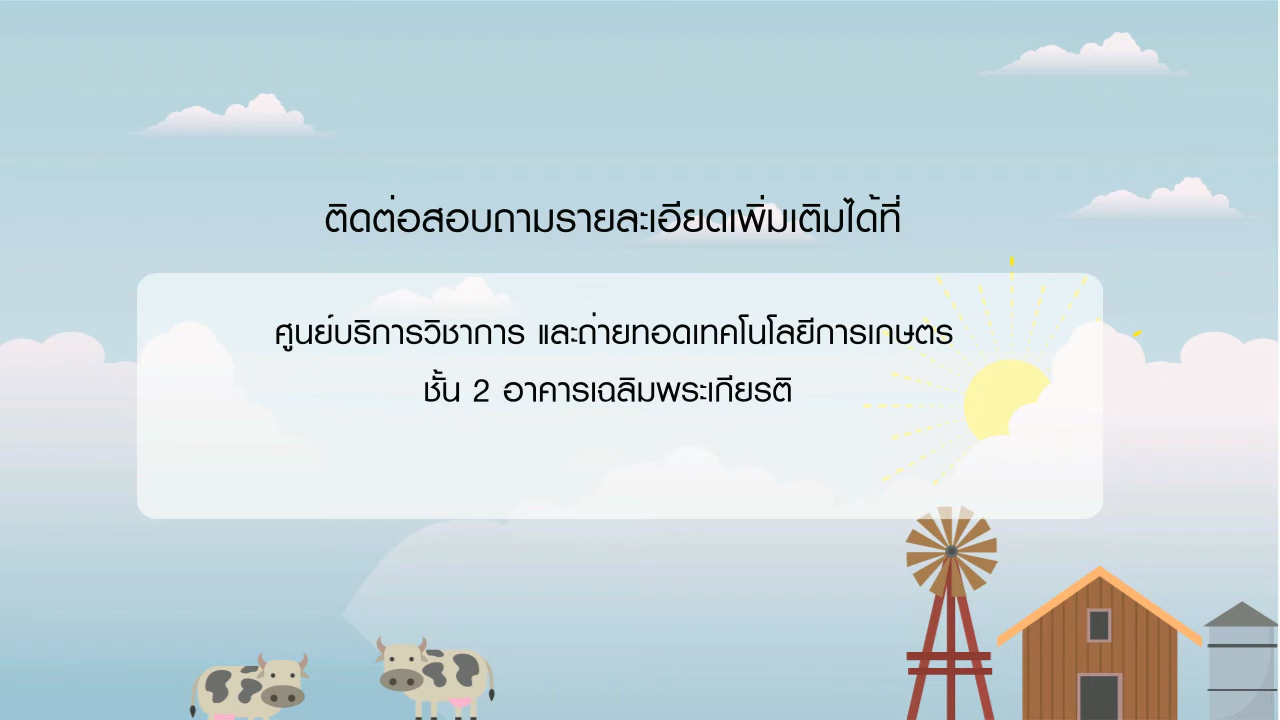 ติดต่อสอบถามรายละเอียดเพิ่มเติมได้ที่
ศูนย์บริการวิชาการ และถ่ายทอดเทคโนโลยีการเกษตร
ชั้น 2 อาคารเฉลิมพระเกียรติ